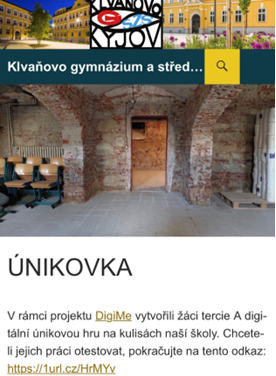 KLVAŇOVO
G
KYJOV
Klvaňovo gymnázium a střed…
ÚNIKOVKA
V rámci projektu DigiMe vytvořili žáci tercie A digi-
tální únikovou hru na kulisách naší školy. Chcete-
li jejich práci otestovat, pokračujte na tento odkaz:
https://1url.cz/HrMYv